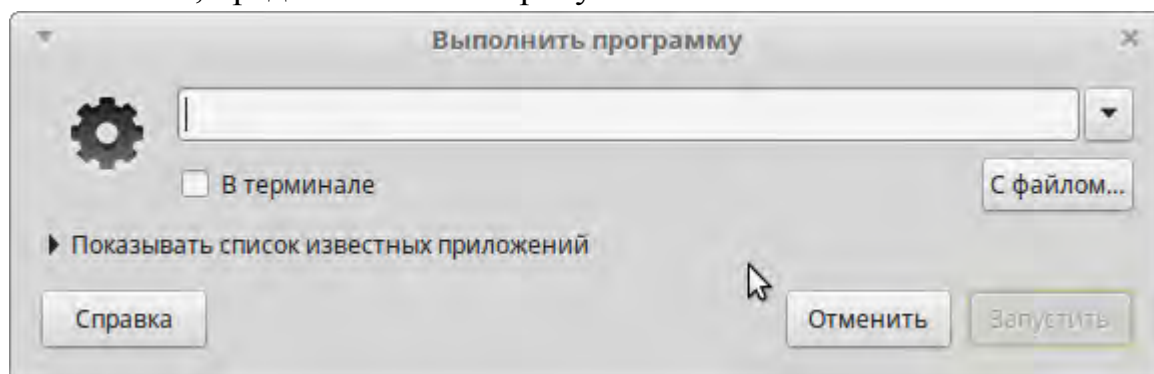 Выполнить программу
В терминале
С файлом...
Показывать список известных приложений
Справка
Отменить
Запустить